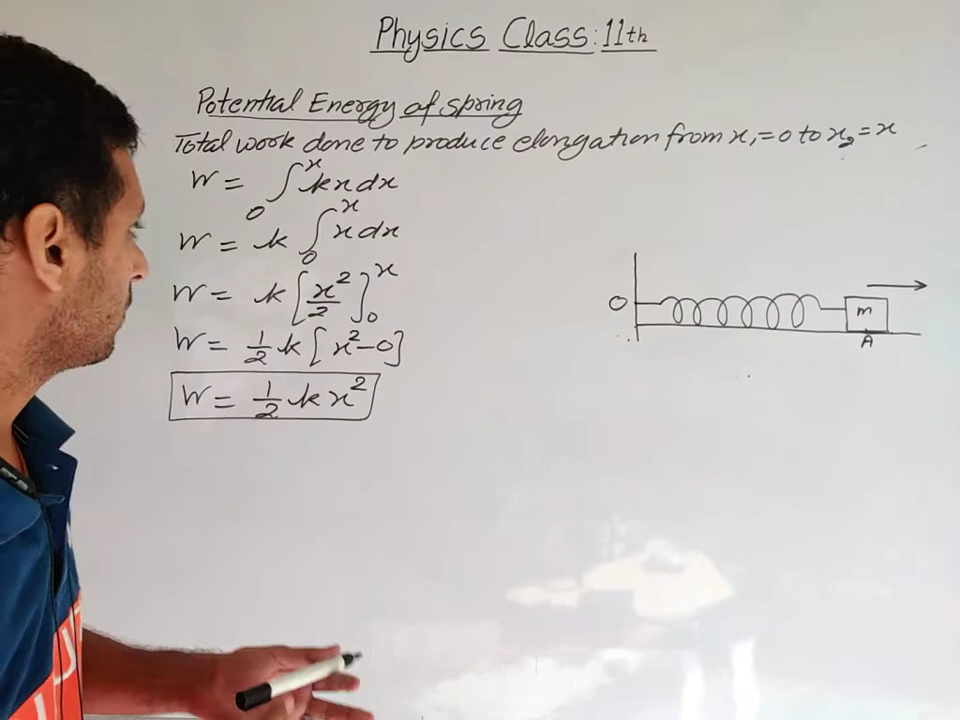 Physics Class: 11th
Potential Energy of spring
Total work done to produce elongation from x₁=0 to x₂=x
W = ∫₀ˣ kx dx
W = k ∫₀ˣ x dx
W = k [x²/2]₀ˣ
W = 1/2 k [x²-0]
W = 1/2 kx²
O
m
A